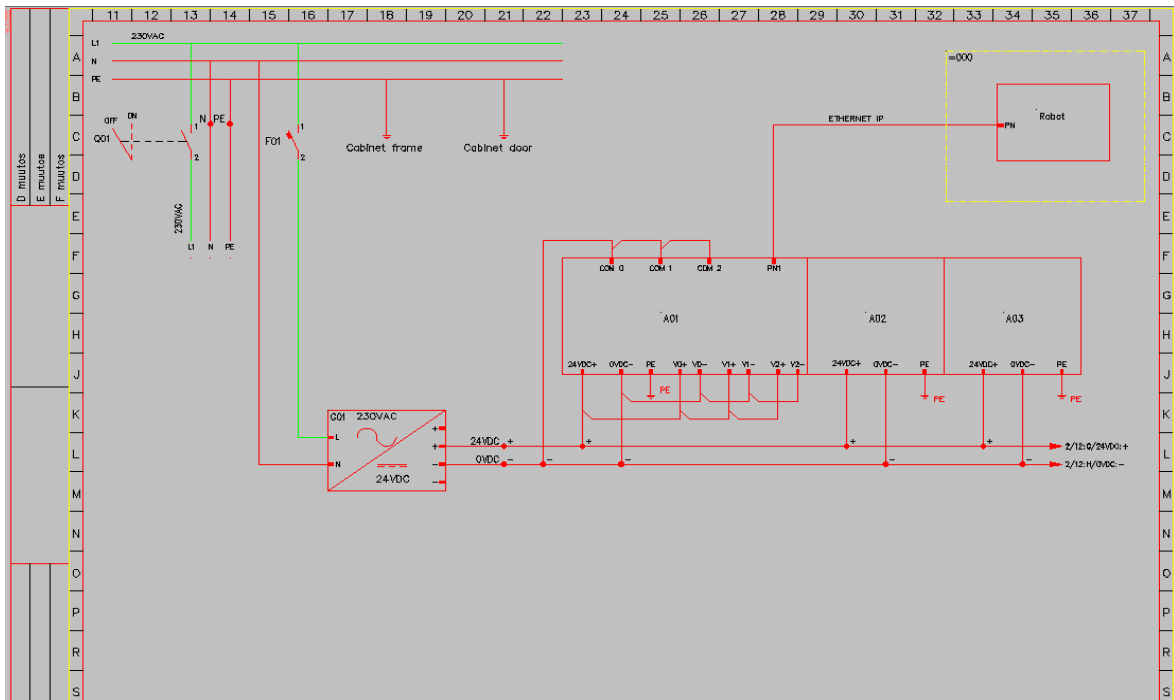 11 12 13 14 15 16 17 18 19 20 21 22 23 24 25 26 27 28 29 30 31 32 33 34 35 36 37
L1 230VAC
A N =000 A
PE
B B
OFF ON N PE 1 1 ETHERNET IP PN Robot
C Q01 F01 Cabinet frame Cabinet door C
2 2
D D
D muutos
E muutos
F muutos
E 230VAC E
F L1 N PE F
COM 0 COM 1 COM 2 PN1
G G
A01 A02 A03
H H
24VDC+ 0VDC- PE V0+ V0- V1+ V1- V2+ V2- 24VDC+ 0VDC- PE 24VDC+ 0VDC- PE
J J
PE PE PE
K G01 230VAC + K
L L + 24VDC + + + + 2/12:G/24VDC:+ L
N - 0VDC - - - - - 2/12:H/0VDC:-
24VDC -
M M
N N
O O
P P
R R
S S